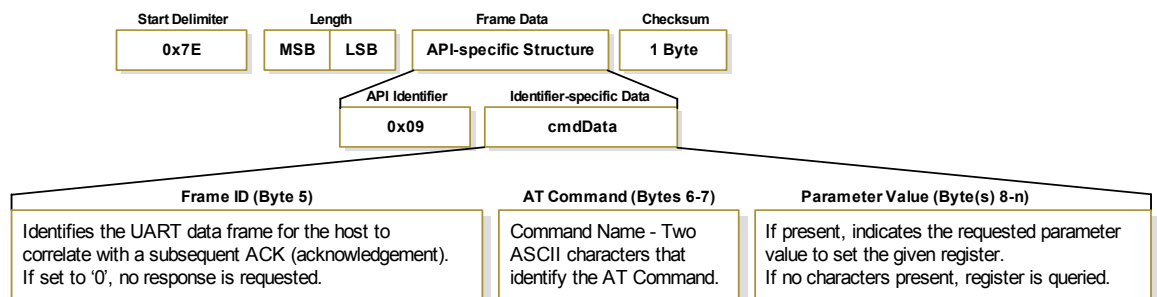 Start Delimiter Length Frame Data Checksum
0x7E MSB LSB API-specific Structure 1 Byte
API Identifier Identifier-specific Data
0x09 cmdData
Frame ID (Byte 5)
Identifies the UART data frame for the host to
correlate with a subsequent ACK (acknowledgement).
If set to ‘0’, no response is requested.
AT Command (Bytes 6-7)
Command Name - Two
ASCII characters that
identify the AT Command.
Parameter Value (Byte(s) 8-n)
If present, indicates the requested parameter
value to set the given register.
If no characters present, register is queried.